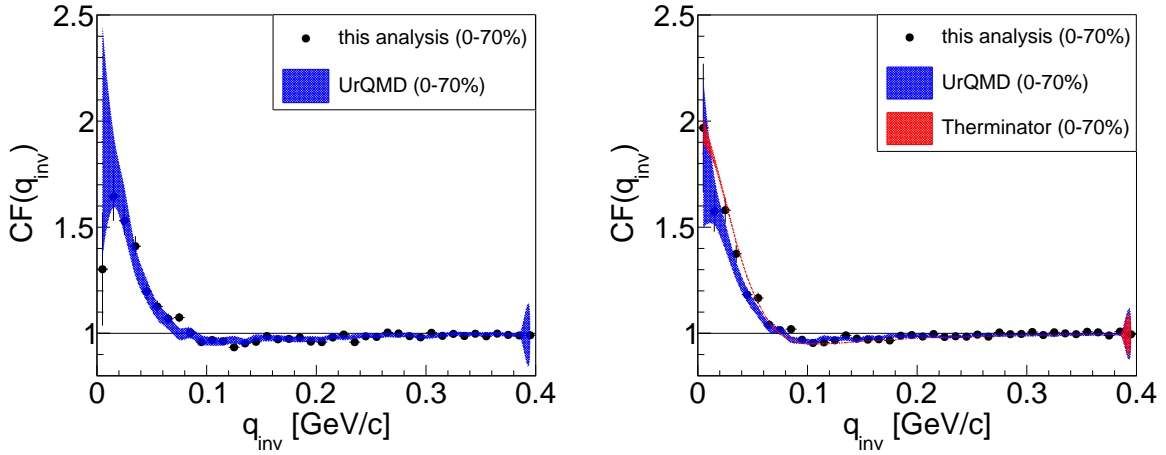 CF(q_inv)
2.5
2
1.5
1
this analysis (0-70%)
UrQMD (0-70%)
0 0.1 0.2 0.3 0.4
q_inv [GeV/c]
CF(q_inv)
2.5
2
1.5
1
this analysis (0-70%)
UrQMD (0-70%)
Therminator (0-70%)
0 0.1 0.2 0.3 0.4
q_inv [GeV/c]